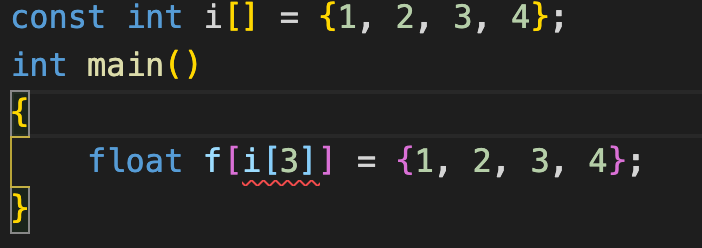 const int i[] = {1, 2, 3, 4};
int main()
{
    float f[i[3]] = {1, 2, 3, 4};
}